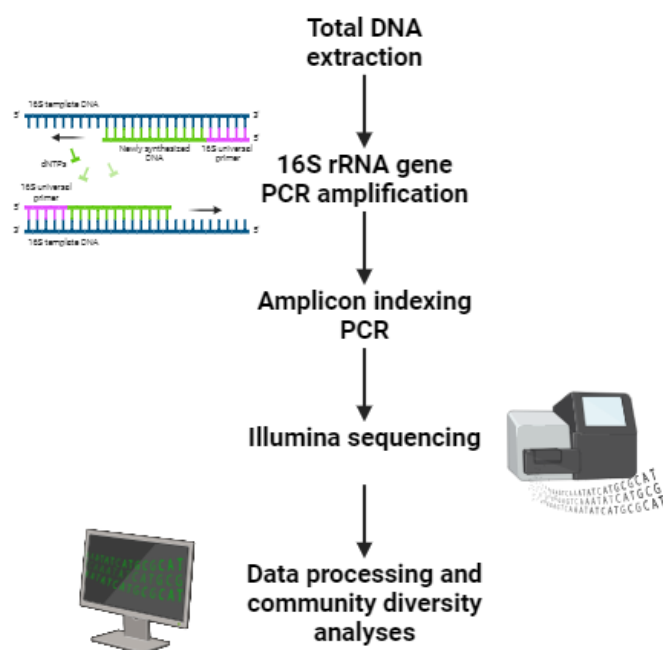 Total DNA
extraction
16S template DNA
5'
3'
3'
5'
Newly synthesized
DNA
16S universal
primer
dNTPs
16S universal
primer
5'
3'
3'
5'
16S template DNA
16S rRNA gene
PCR amplification
Amplicon indexing
PCR
Illumina sequencing
Data processing and
community diversity
analyses